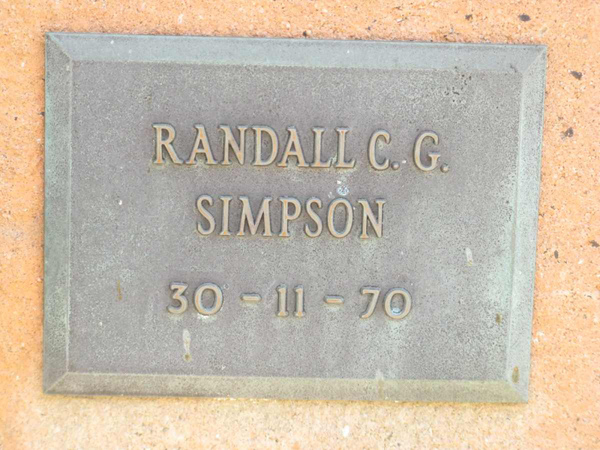 RANDALL C. G.
SIMPSON
30 - 11 - 70